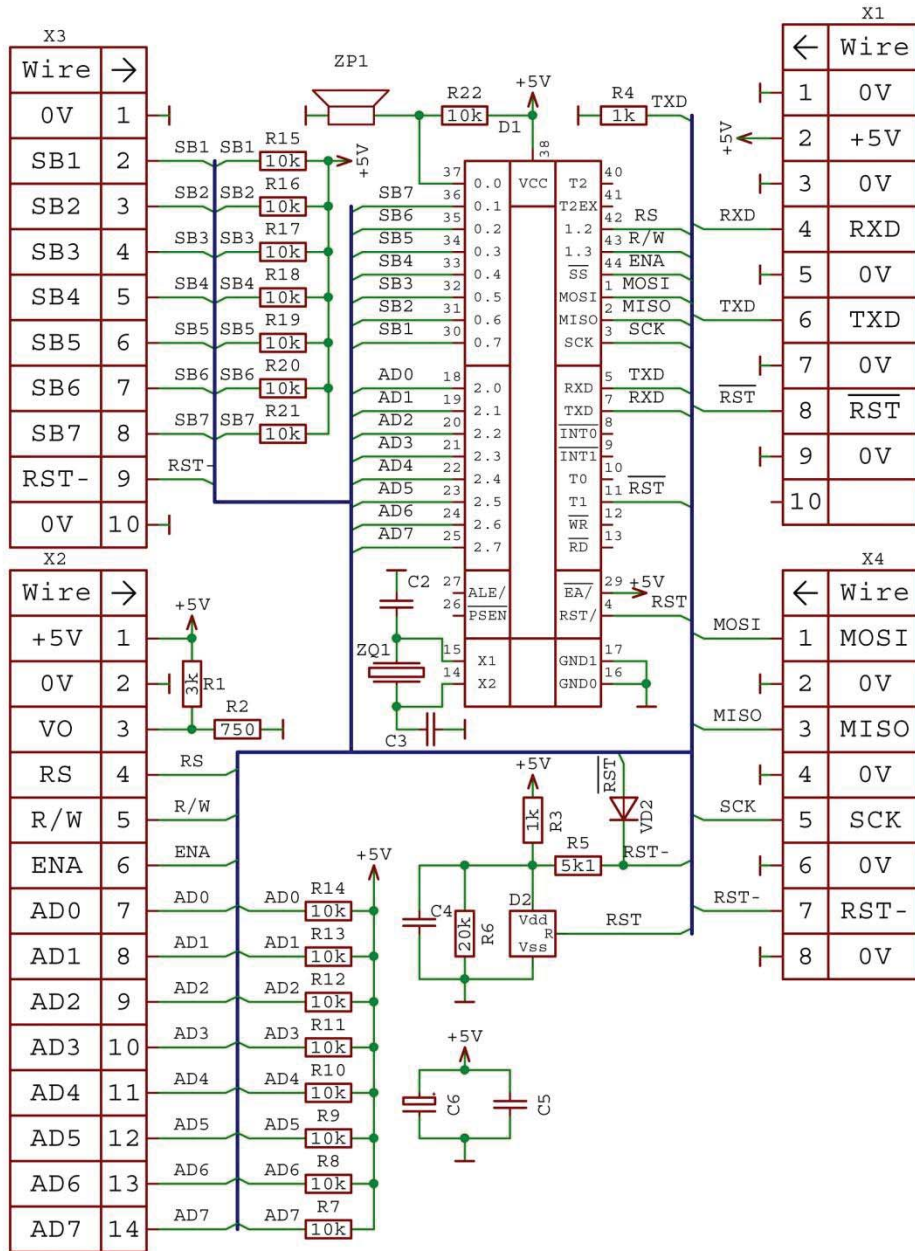 X3
Wire →
0V 1
SB1 2
SB2 3
SB3 4
SB4 5
SB5 6
SB6 7
SB7 8
RST- 9
0V 10
SB1 SB1 R15 10k
SB2 SB2 R16 10k
SB3 SB3 R17 10k
SB4 SB4 R18 10k
SB5 SB5 R19 10k
SB6 SB6 R20 10k
SB7 SB7 R21 10k
RST-
+5V
ZP1
R22
10k
+5V
D1
38
R4
1k
TXD
VCC
37 0.0
SB7 36 0.1
SB6 35 0.2
SB5 34 0.3
SB4 33 0.4
SB3 32 0.5
SB2 31 0.6
SB1 30 0.7
AD0 18 2.0
AD1 19 2.1
AD2 20 2.2
AD3 21 2.3
AD4 22 2.4
AD5 23 2.5
AD6 24 2.6
AD7 25 2.7
27 ALE/
26 PSEN
15 X1
14 X2
T2 40
T2EX 41
1.2 42 RS
1.3 43 R/W
SS 44 ENA
MOSI 1 MOSI
MISO 2 MISO
SCK 3 SCK
RXD 5 TXD
TXD 7 RXD
INT0 8
INT1 9
T0 10
T1 11 RST
WR 12
RD 13
EA/ 29 +5V
RST/ 4 RST
GND1 17
GND0 16
C2
ZQ1
C3
X1
← Wire
1 0V
2 +5V
3 0V
4 RXD
5 0V
6 TXD
7 0V
8 RST
9 0V
10
+5V
RXD
TXD
RST
X4
← Wire
1 MOSI
2 0V
3 MISO
4 0V
5 SCK
6 0V
7 RST-
8 0V
MOSI
MISO
SCK
RST-
X2
Wire →
+5V 1
0V 2
VO 3
RS 4
R/W 5
ENA 6
AD0 7
AD1 8
AD2 9
AD3 10
AD4 11
AD5 12
AD6 13
AD7 14
+5V
3k R1
R2
750
RS
R/W
ENA
+5V
AD0 AD0 R14 10k
AD1 AD1 R13 10k
AD2 AD2 R12 10k
AD3 AD3 R11 10k
AD4 AD4 R10 10k
AD5 AD5 R9 10k
AD6 AD6 R8 10k
AD7 AD7 R7 10k
+5V
1k R3
RST
VD2
R5
5k1
RST-
C4
20k R6
D2
Vdd
R
Vss
RST
+5V
C6
C5